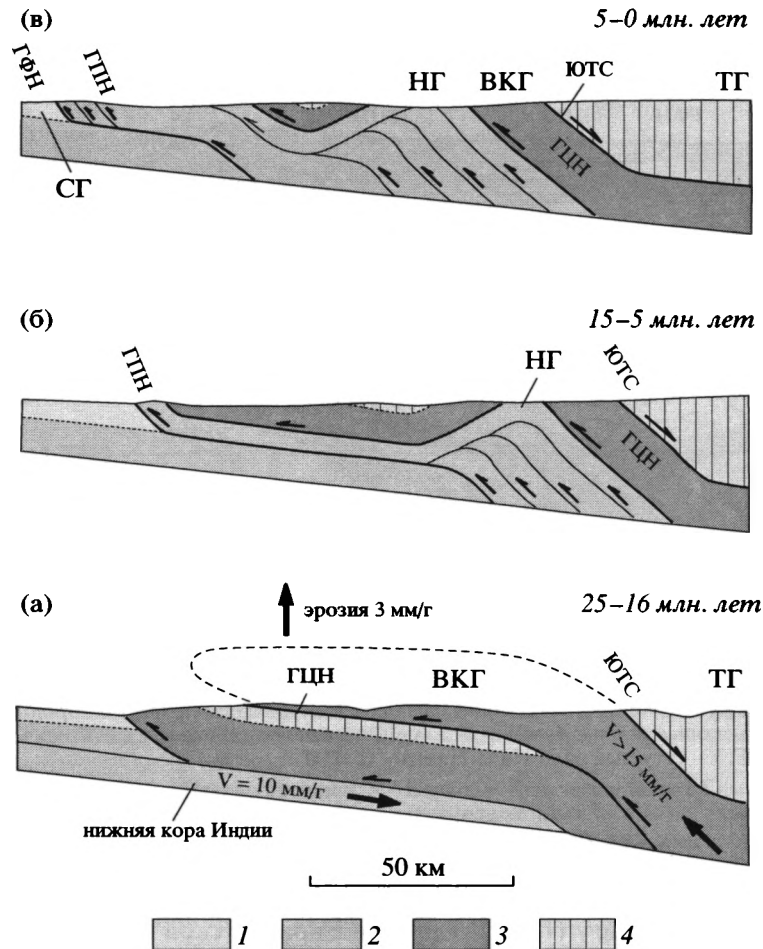 (в) 5–0 млн. лет
ГФН ГПН НГ ВКГ ЮТС ТГ
ГЦН
СГ
(б) 15–5 млн. лет
ГПН НГ ЮТС
ГЦН
(а) эрозия 3 мм/г 25–16 млн. лет
ГЦН ВКГ ЮТС ТГ
V>15 мм/г
V = 10 мм/г
нижняя кора Индии
50 км
1 2 3 4